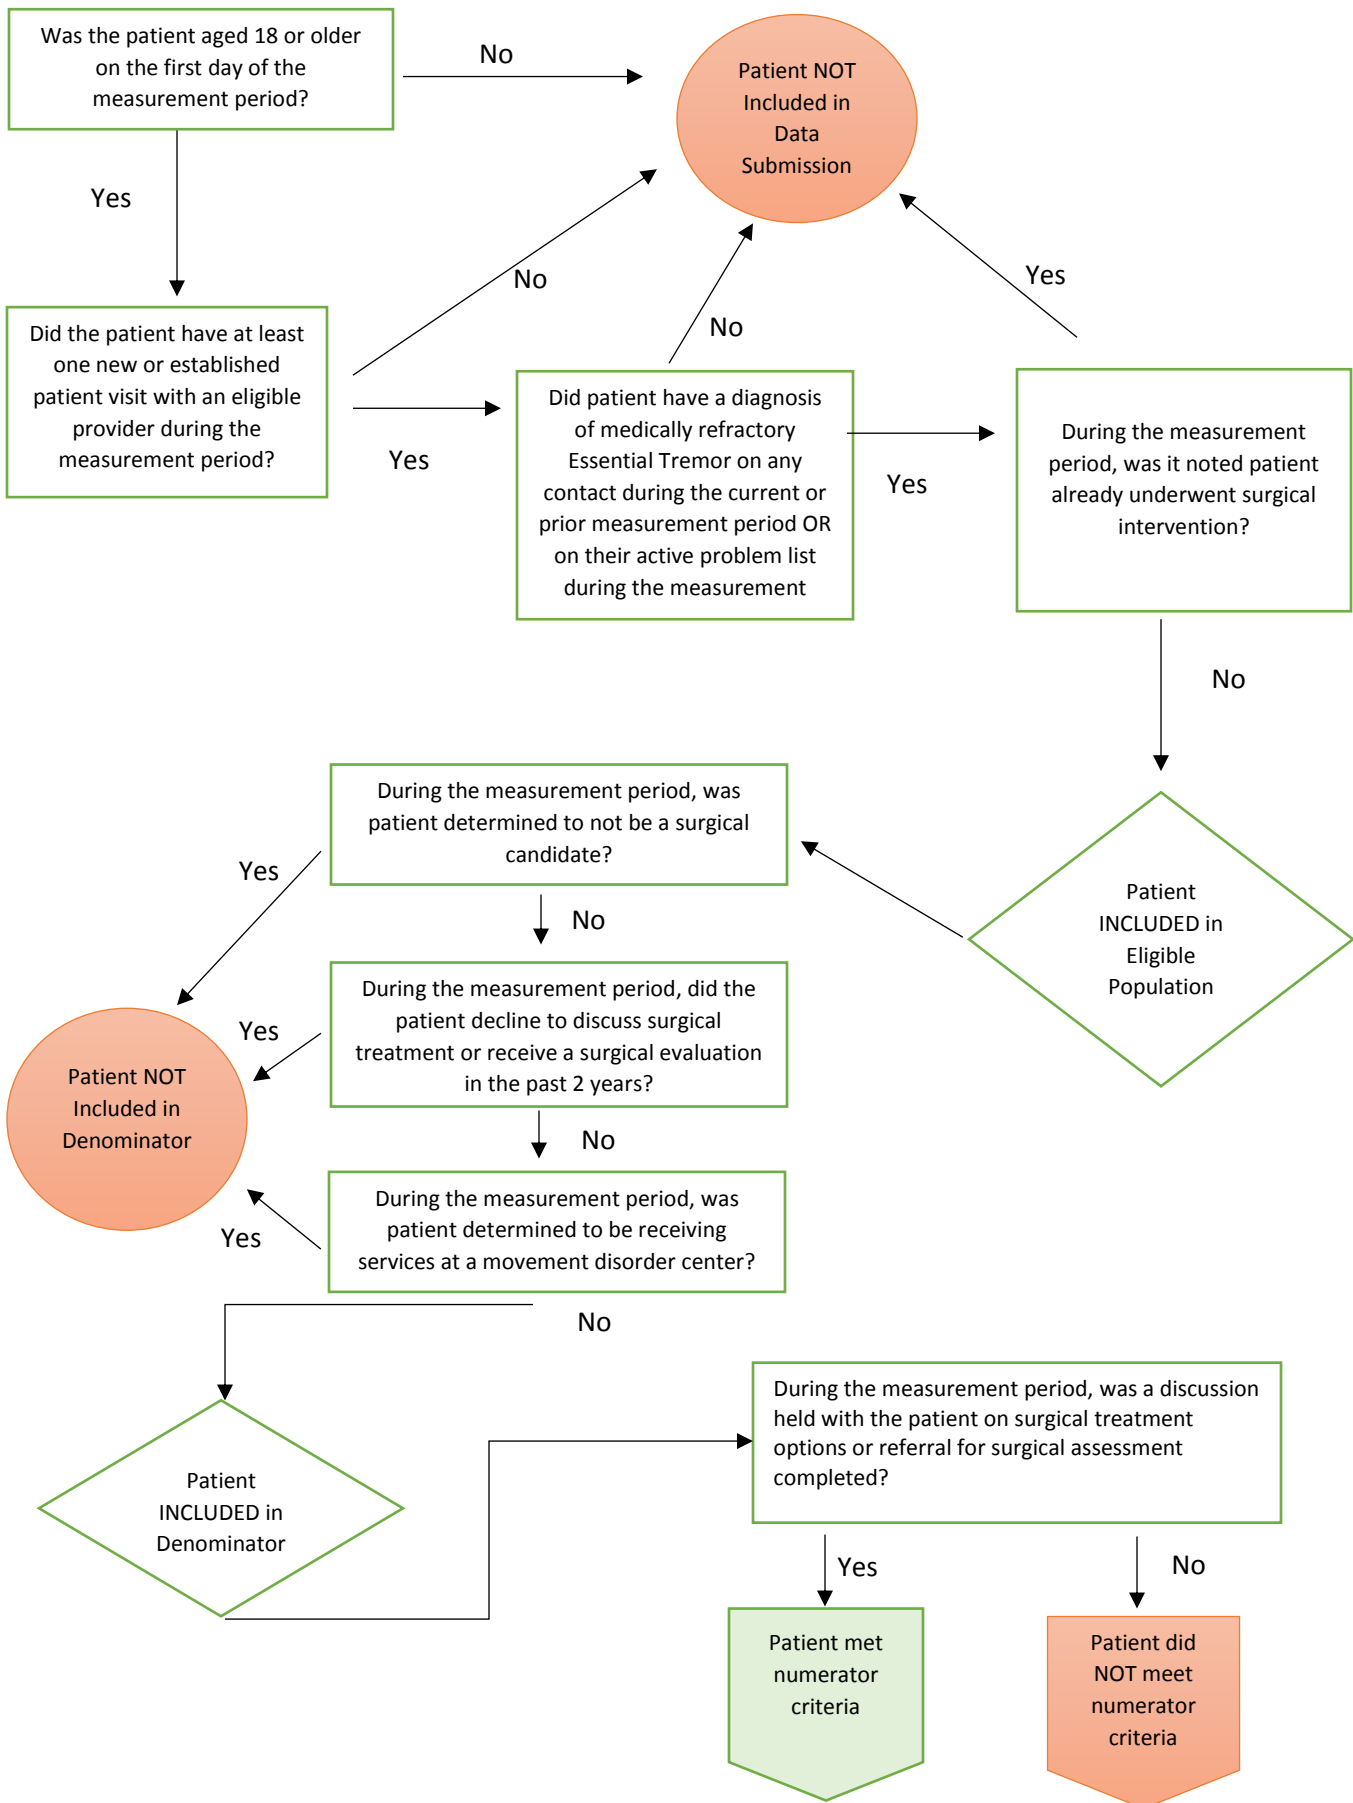 Was the patient aged 18 or older
on the first day of the
measurement period?
No
Patient NOT
Included in
Data
Submission
Yes
No
Yes
No
Did the patient have at least
one new or established
patient visit with an eligible
provider during the
measurement period?
Yes
Did patient have a diagnosis
of medically refractory
Essential Tremor on any
contact during the current or
prior measurement period OR
on their active problem list
during the measurement
Yes
During the measurement
period, was it noted patient
already underwent surgical
intervention?
No
During the measurement period, was
patient determined to not be a surgical
candidate?
Yes
No
Patient
INCLUDED in
Eligible
Population
During the measurement period, did the
patient decline to discuss surgical
treatment or receive a surgical evaluation
in the past 2 years?
Yes
Patient NOT
Included in
Denominator
No
During the measurement period, was
patient determined to be receiving
services at a movement disorder center?
Yes
No
During the measurement period, was a discussion
held with the patient on surgical treatment
options or referral for surgical assessment
completed?
Patient
INCLUDED in
Denominator
Yes
No
Patient met
numerator
criteria
Patient did
NOT meet
numerator
criteria